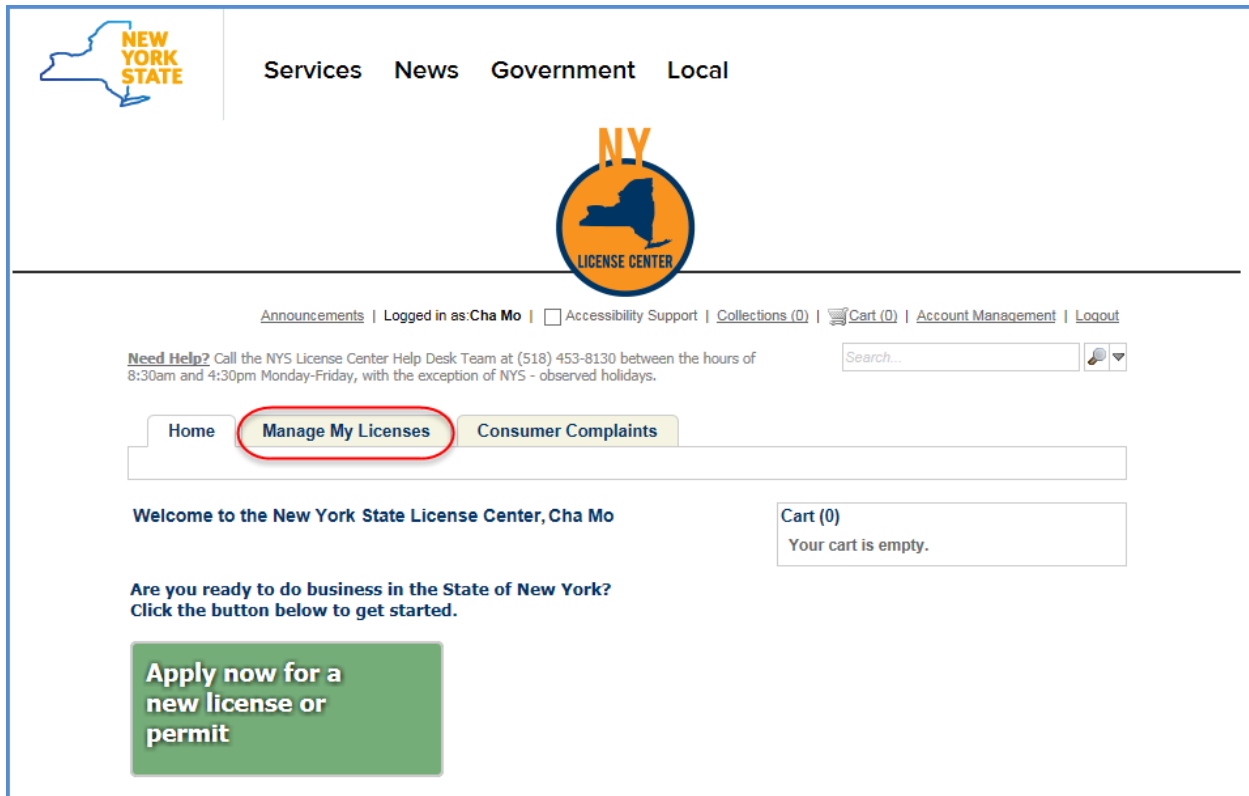 NEW
YORK
STATE
Services News Government Local
NY
LICENSE CENTER
Announcements | Logged in as:Cha Mo | Accessibility Support | Collections (0) | Cart (0) | Account Management | Logout
Need Help? Call the NYS License Center Help Desk Team at (518) 453-8130 between the hours of
8:30am and 4:30pm Monday-Friday, with the exception of NYS - observed holidays.
Search...
Home Manage My Licenses Consumer Complaints
Welcome to the New York State License Center, Cha Mo
Cart (0)
Your cart is empty.
Are you ready to do business in the State of New York?
Click the button below to get started.
Apply now for a
new license or
permit